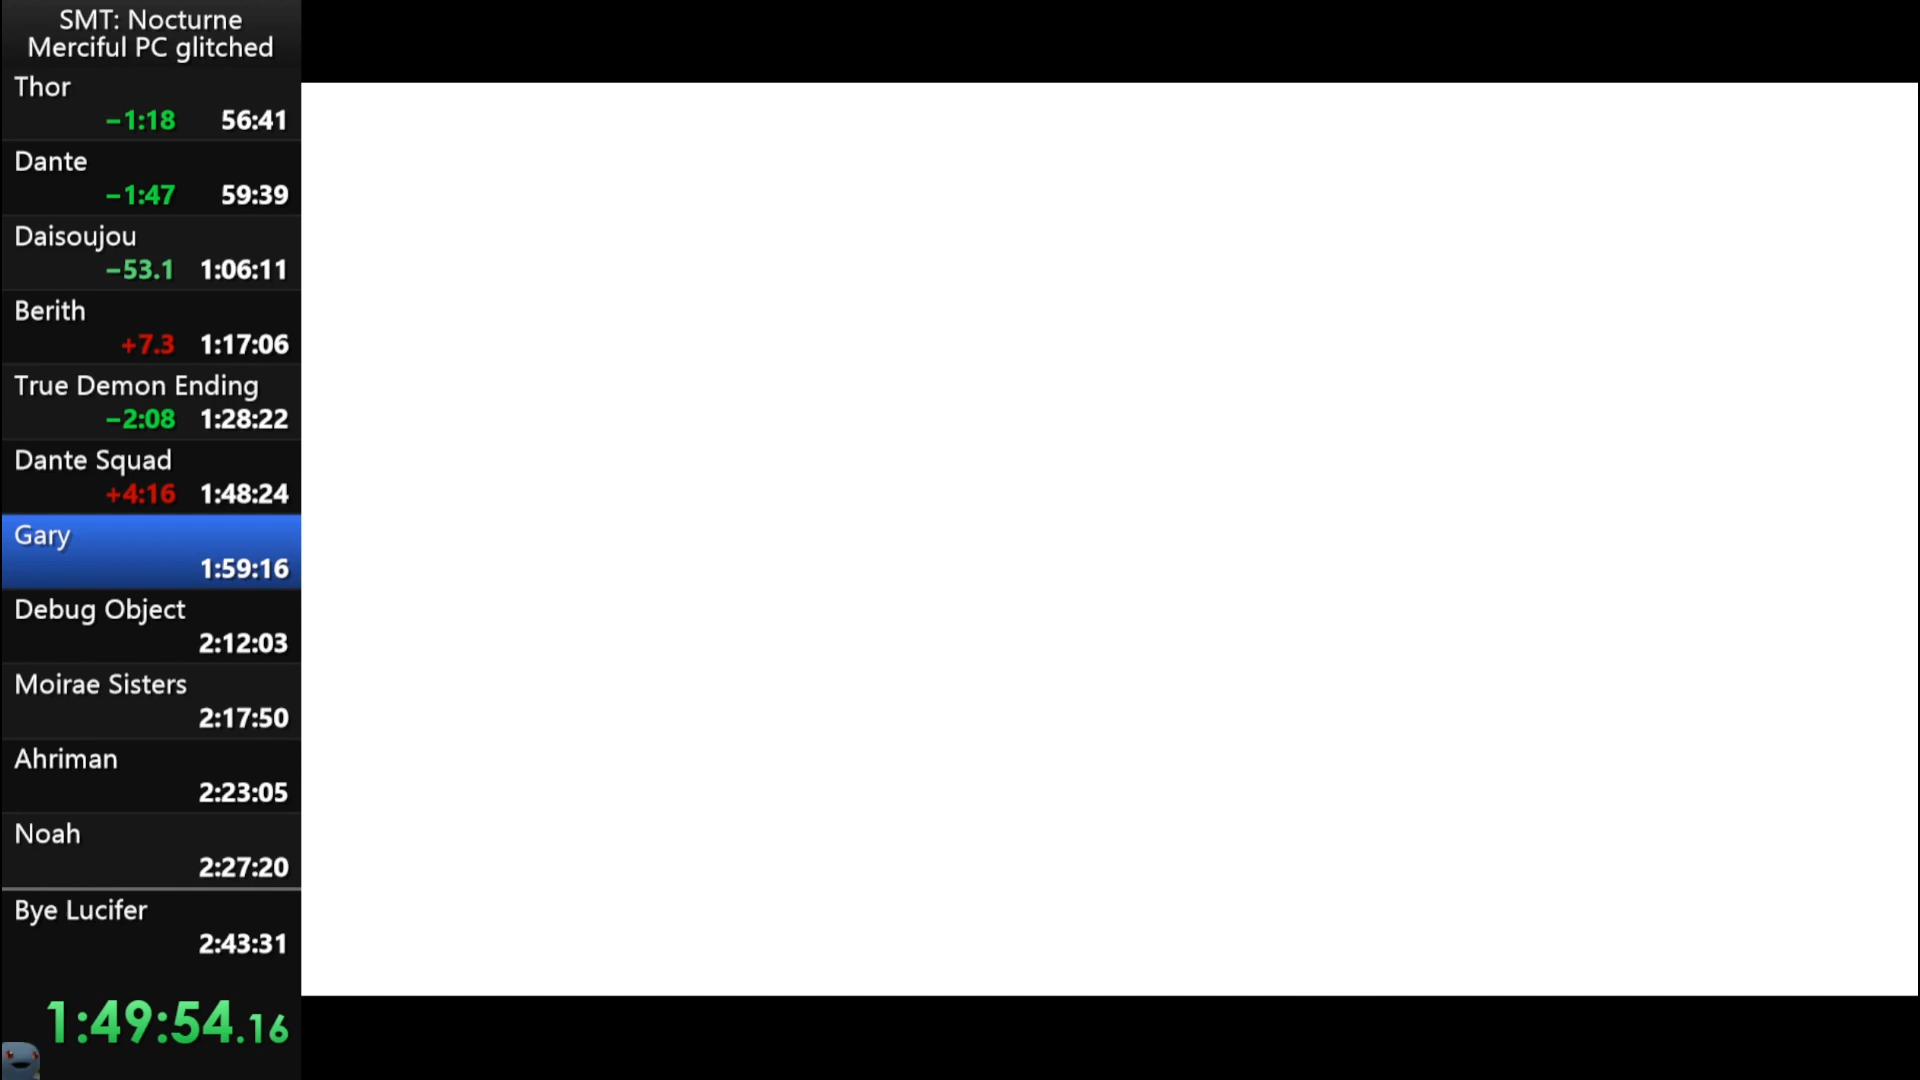 SMT: Nocturne
Merciful PC glitched
Thor
−1:18 56:41
Dante
−1:47 59:39
Daisoujou
−53.1 1:06:11
Berith
+7.3 1:17:06
True Demon Ending
−2:08 1:28:22
Dante Squad
+4:16 1:48:24
Gary
1:59:16
Debug Object
2:12:03
Moirae Sisters
2:17:50
Ahriman
2:23:05
Noah
2:27:20
Bye Lucifer
2:43:31
1:49:54.16